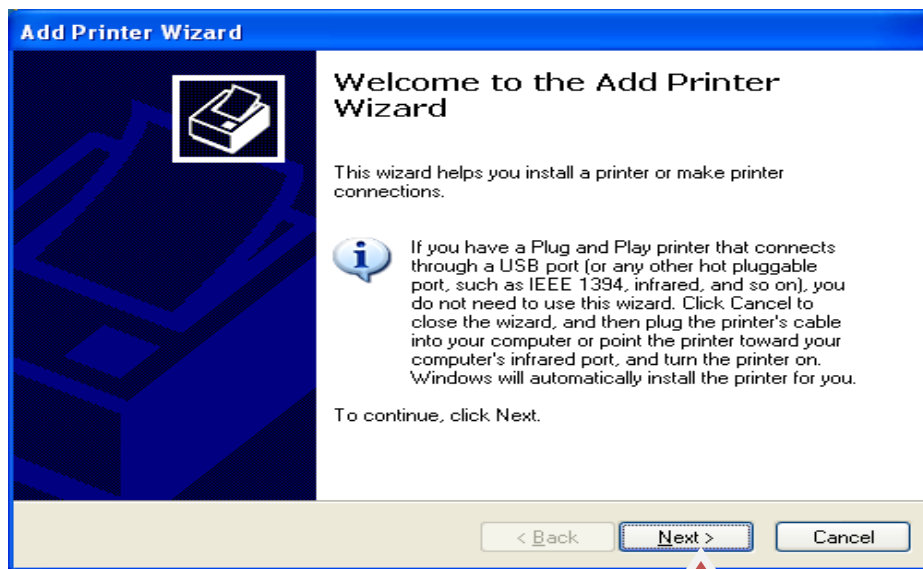 Add Printer Wizard
Welcome to the Add Printer
Wizard
This wizard helps you install a printer or make printer
connections.
If you have a Plug and Play printer that connects
through a USB port (or any other hot pluggable
port, such as IEEE 1394, infrared, and so on), you
do not need to use this wizard. Click Cancel to
close the wizard, and then plug the printer's cable
into your computer or point the printer toward your
computer's infrared port, and turn the printer on.
Windows will automatically install the printer for you.
To continue, click Next.
< Back Next > Cancel